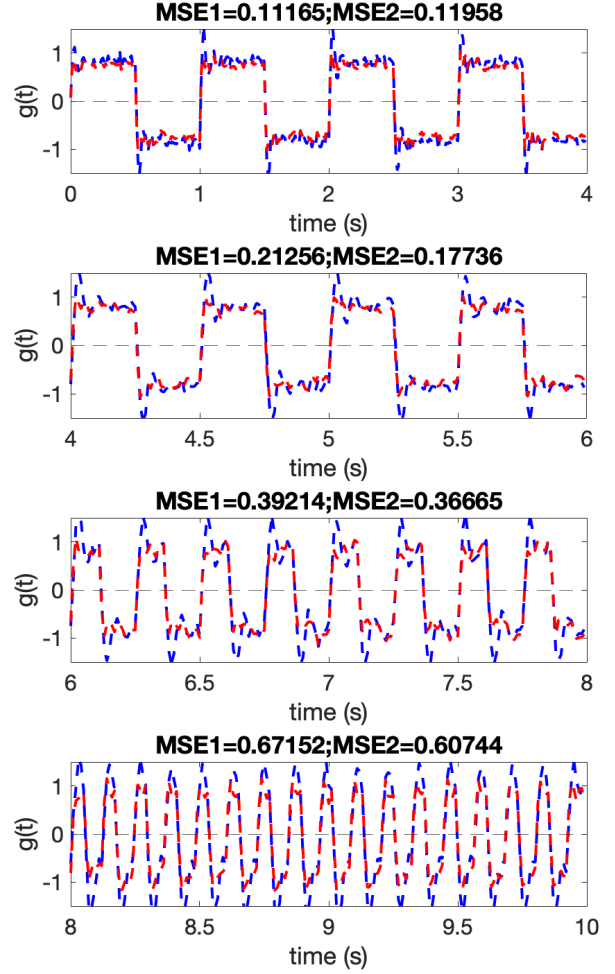 MSE1=0.11165;MSE2=0.11958
1
0
-1
g(t)
0 1 2 3 4
time (s)
MSE1=0.21256;MSE2=0.17736
1
0
-1
g(t)
4 4.5 5 5.5 6
time (s)
MSE1=0.39214;MSE2=0.36665
1
0
-1
g(t)
6 6.5 7 7.5 8
time (s)
MSE1=0.67152;MSE2=0.60744
1
0
-1
g(t)
8 8.5 9 9.5 10
time (s)